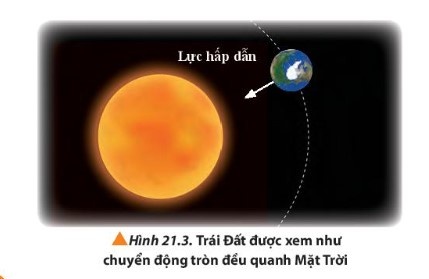 Lực hấp dẫn
Hình 21.3. Trái Đất được xem như
chuyển động tròn đều quanh Mặt Trời